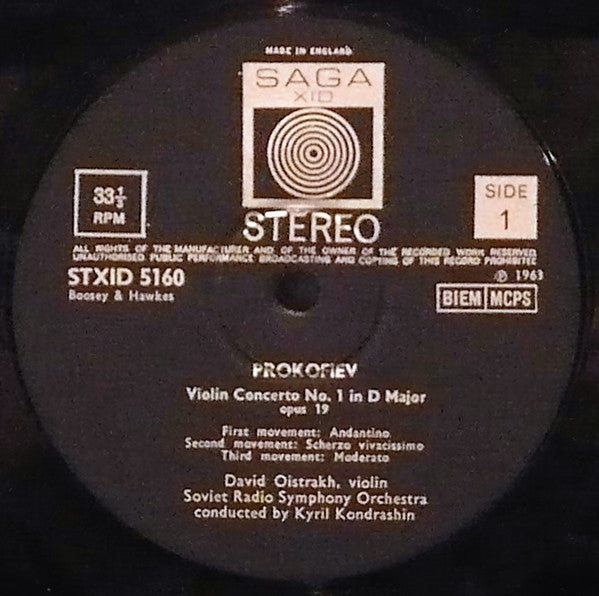 MADE IN ENGLAND
SAGA
XID
33⅓
RPM
SIDE
1
STEREO
ALL RIGHTS OF THE MANUFACTURER AND OF THE OWNER OF THE RECORDED WORK RESERVED
UNAUTHORISED PUBLIC PERFORMANCE BROADCASTING AND COPYING OF THIS RECORD PROHIBITED
STXID 5160
℗ 1963
Boosey & Hawkes
BIEM MCPS
PROKOFIEV
Violin Concerto No. 1 in D Major
opus 19
First movement: Andantino
Second movement: Scherzo vivacissimo
Third movement: Moderato
David Oistrakh, violin
Soviet Radio Symphony Orchestra
conducted by Kyril Kondrashin